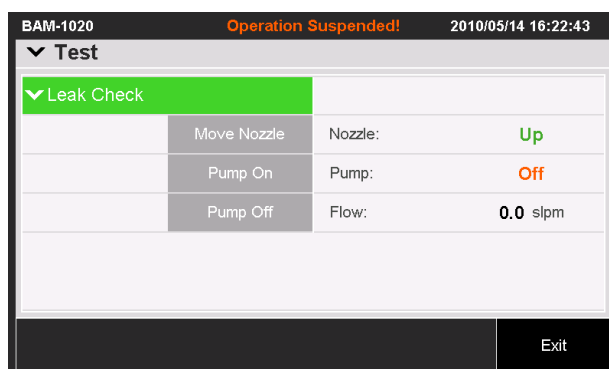 BAM-1020 Operation Suspended! 2010/05/14 16:22:43
Test
Leak Check
Move Nozzle Nozzle: Up
Pump On Pump: Off
Pump Off Flow: 0.0 slpm
Exit